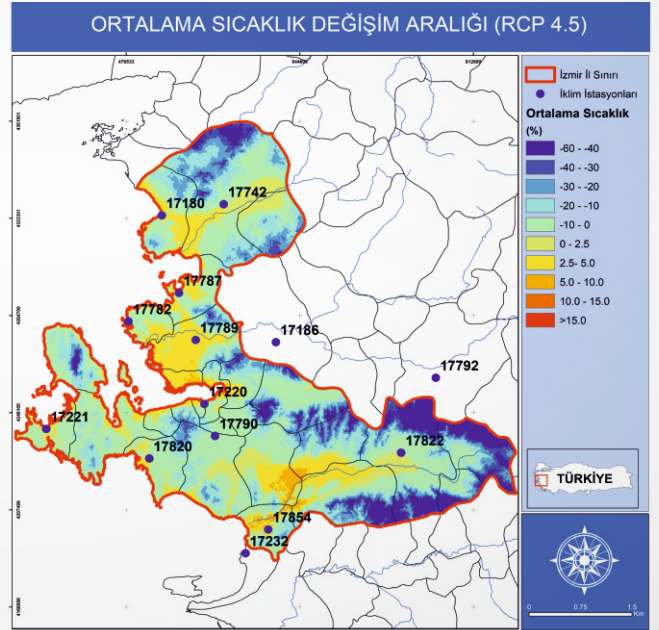 ORTALAMA SICAKLIK DEĞİŞİM ARALIĞI (RCP 4.5)
İzmir İl Sınırı
İklim İstasyonları
Ortalama Sıcaklık
(%)
-60 - -40
-40 - -30
-30 - -20
-20 - -10
-10 - 0
0 - 2.5
2.5- 5.0
5.0 - 10.0
10.0 - 15.0
>15.0
17742
17180
17787
17782
17789
17186
17792
17220
17221
17790
17822
17820
17854
17232
TÜRKİYE
0 0.75 1.5
Km